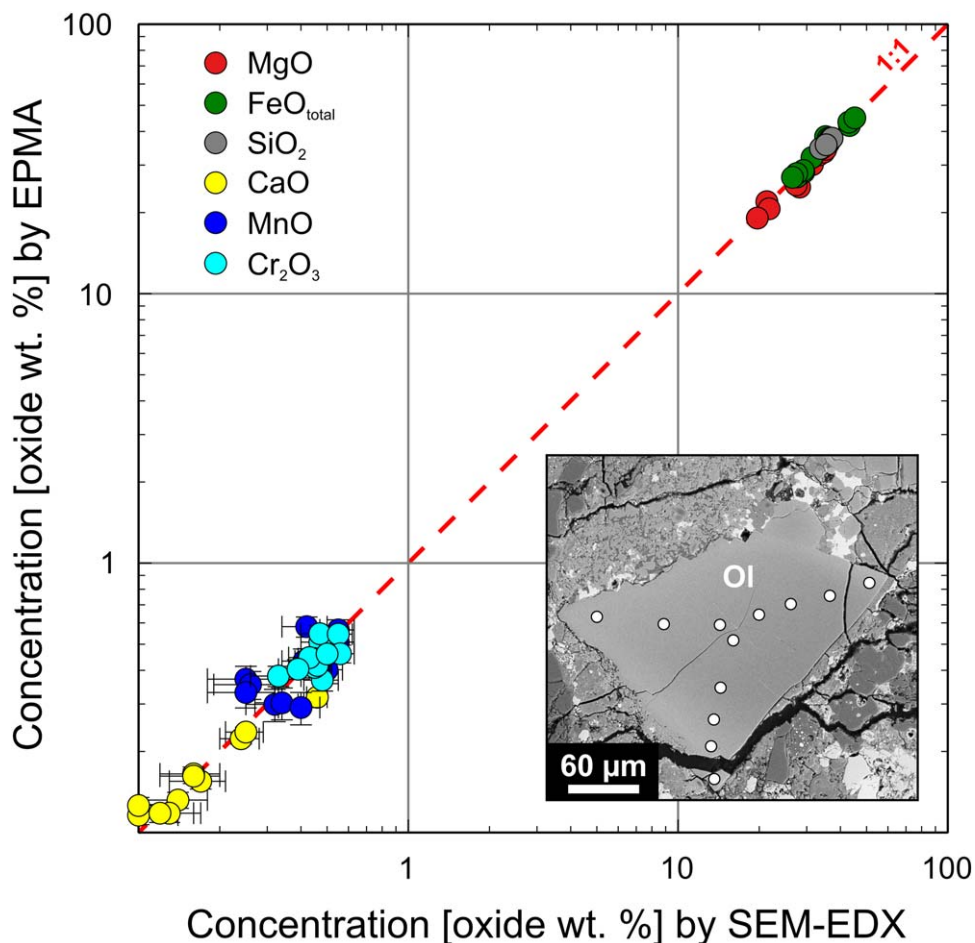 100
10
1
1
10
100
Concentration [oxide wt. %] by EPMA
Concentration [oxide wt. %] by SEM-EDX
MgO
FeOtotal
SiO2
CaO
MnO
Cr2O3
1:1
Ol
60 µm